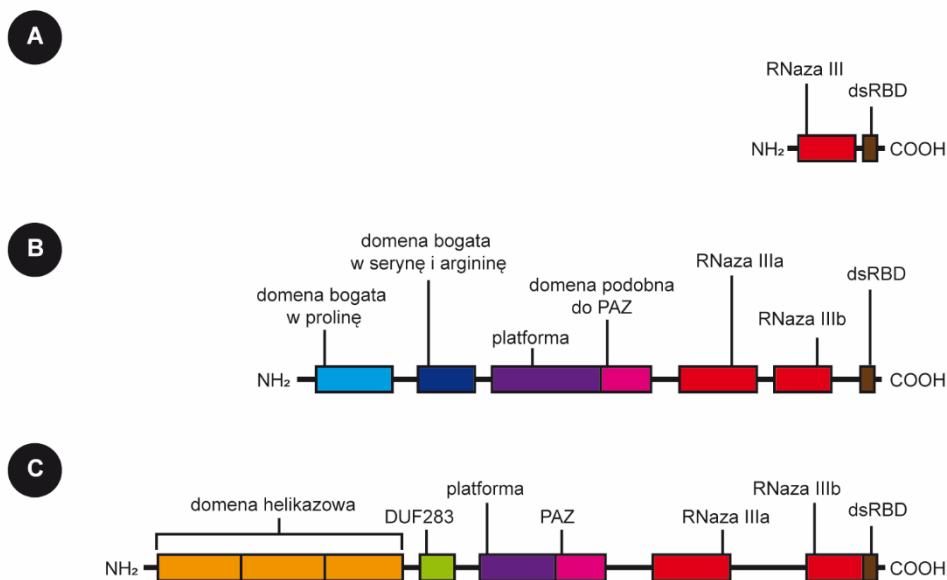 A
RNaza III
dsRBD
NH₂
COOH
B
domena bogata
w serynę i argininę
RNaza IIIa
dsRBD
domena bogata
w prolinę
domena podobna
do PAZ
platforma
RNaza IIIb
NH₂
COOH
C
domena helikazowa
platforma
DUF283
PAZ
RNaza IIIa
RNaza IIIb
dsRBD
NH₂
COOH